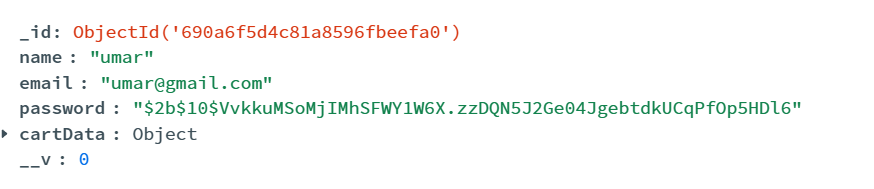 _id: ObjectId('690a6f5d4c81a8596fbeefa0')
name : "umar"
email : "umar@gmail.com"
password : "$2b$10$VvkkuMSoMjIMhSFWY1W6X.zzDQN5J2Ge04JgebtdkUCqPfOp5HDl6"
cartData : Object
__v : 0